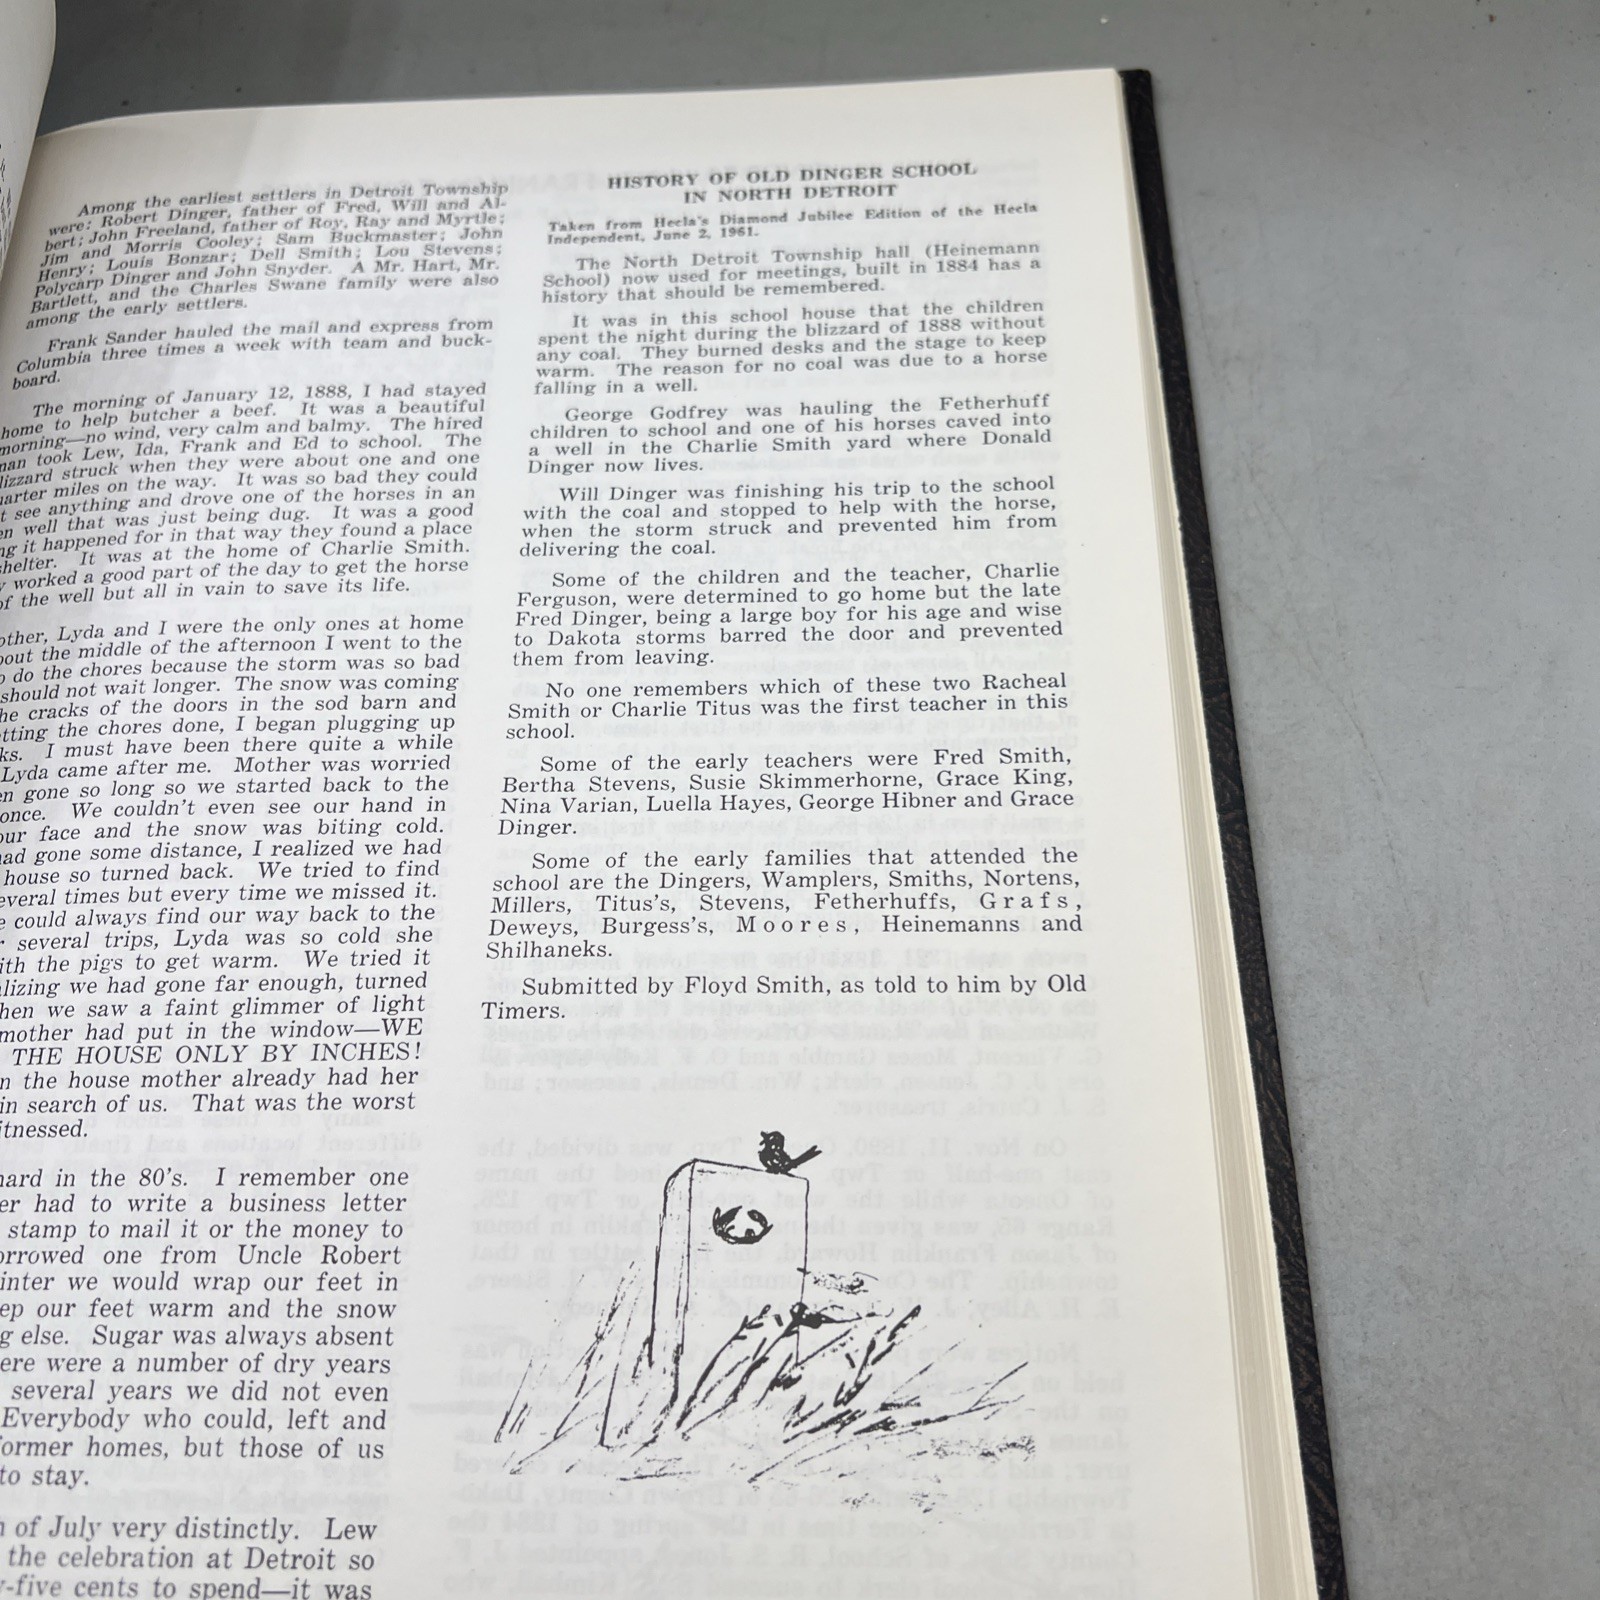 Among the earliest settlers in Detroit Township
were: Robert Dinger, father of Fred, Will and Al-
bert; John Freeland, father of Roy, Ray and Myrtle;
Jim and Morris Cooley; Sam Buckmaster; John
Henry; Louis Bonzar; Dell Smith; Lou Stevens;
Polycarp Dinger and John Snyder. A Mr. Hart, Mr.
Bartlett, and the Charles Swane family were also
among the early settlers.
Frank Sander hauled the mail and express from
Columbia three times a week with team and buck-
board.
The morning of January 12, 1888, I had stayed
home to help butcher a beef. It was a beautiful
morning—no wind, very calm and balmy. The hired
man took Lew, Ida, Frank and Ed to school. The
lizzard struck when they were about one and one
uarter miles on the way. It was so bad they could
t see anything and drove one of the horses in an
en well that was just being dug. It was a good
ng it happened for in that way they found a place
shelter. It was at the home of Charlie Smith.
y worked a good part of the day to get the horse
of the well but all in vain to save its life.
other, Lyda and I were the only ones at home
bout the middle of the afternoon I went to the
o do the chores because the storm was so bad
should not wait longer. The snow was coming
he cracks of the doors in the sod barn and
tting the chores done, I began plugging up
ks. I must have been there quite a while
Lyda came after me. Mother was worried
en gone so long so we started back to the
once. We couldn't even see our hand in
our face and the snow was biting cold.
had gone some distance, I realized we had
house so turned back. We tried to find
everal times but every time we missed it.
e could always find our way back to the
r several trips, Lyda was so cold she
ith the pigs to get warm. We tried it
lizing we had gone far enough, turned
hen we saw a faint glimmer of light
mother had put in the window—WE
THE HOUSE ONLY BY INCHES!
n the house mother already had her
in search of us. That was the worst
itnessed.
hard in the 80's. I remember one
er had to write a business letter
stamp to mail it or the money to
orrowed one from Uncle Robert
inter we would wrap our feet in
ep our feet warm and the snow
g else. Sugar was always absent
ere were a number of dry years
several years we did not even
Everybody who could, left and
former homes, but those of us
to stay.
h of July very distinctly. Lew
the celebration at Detroit so
y-five cents to spend—it was
HISTORY OF OLD DINGER SCHOOL
IN NORTH DETROIT
Taken from Hecla's Diamond Jubilee Edition of the Hecla
Independent, June 2, 1961.
The North Detroit Township hall (Heinemann
School) now used for meetings, built in 1884 has a
history that should be remembered.
It was in this school house that the children
spent the night during the blizzard of 1888 without
any coal. They burned desks and the stage to keep
warm. The reason for no coal was due to a horse
falling in a well.
George Godfrey was hauling the Fetherhuff
children to school and one of his horses caved into
a well in the Charlie Smith yard where Donald
Dinger now lives.
Will Dinger was finishing his trip to the school
with the coal and stopped to help with the horse,
when the storm struck and prevented him from
delivering the coal.
Some of the children and the teacher, Charlie
Ferguson, were determined to go home but the late
Fred Dinger, being a large boy for his age and wise
to Dakota storms barred the door and prevented
them from leaving.
No one remembers which of these two Racheal
Smith or Charlie Titus was the first teacher in this
school.
Some of the early teachers were Fred Smith,
Bertha Stevens, Susie Skimmerhorne, Grace King,
Nina Varian, Luella Hayes, George Hibner and Grace
Dinger.
Some of the early families that attended the
school are the Dingers, Wamplers, Smiths, Nortens,
Millers, Titus's, Stevens, Fetherhuffs, Grafs,
Deweys, Burgess's, Moores, Heinemanns and
Shilhaneks.
Submitted by Floyd Smith, as told to him by Old
Timers.